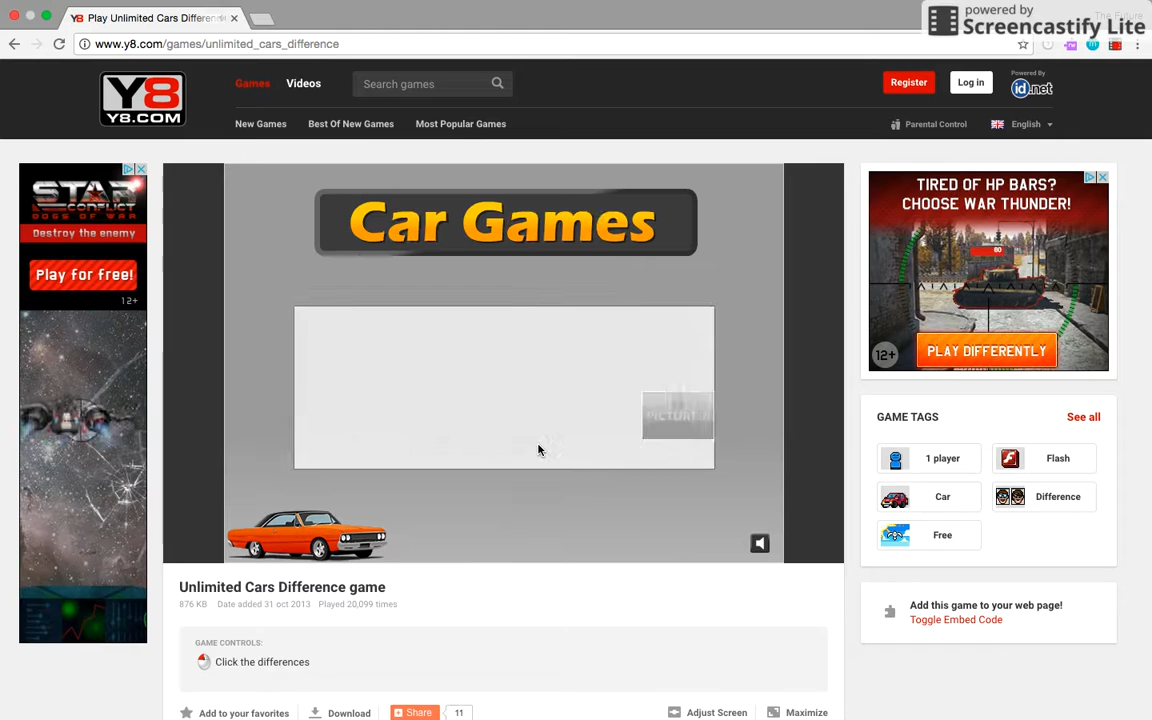 powered by
Screencastify Lite
The Future
Y8 Play Unlimited Cars Differen
www.y8.com/games/unlimited_cars_difference
Y8
Y8.COM
Games
Videos
Search games
Register
Log in
Powered By
id.net
New Games
Best Of New Games
Most Popular Games
Parental Control
English
STAR CONFLICT
DOGS OF WAR
Destroy the enemy
Play for free!
12+
Car Games
TIRED OF HP BARS?
CHOOSE WAR THUNDER!
80
12+
PLAY DIFFERENTLY
GAME TAGS
See all
1 player
Flash
Car
Difference
Free
Unlimited Cars Difference game
876 KB Date added 31 oct 2013 Played 20,099 times
Add this game to your web page!
Toggle Embed Code
GAME CONTROLS:
Click the differences
Add to your favorites
Download
Share
11
Adjust Screen
Maximize